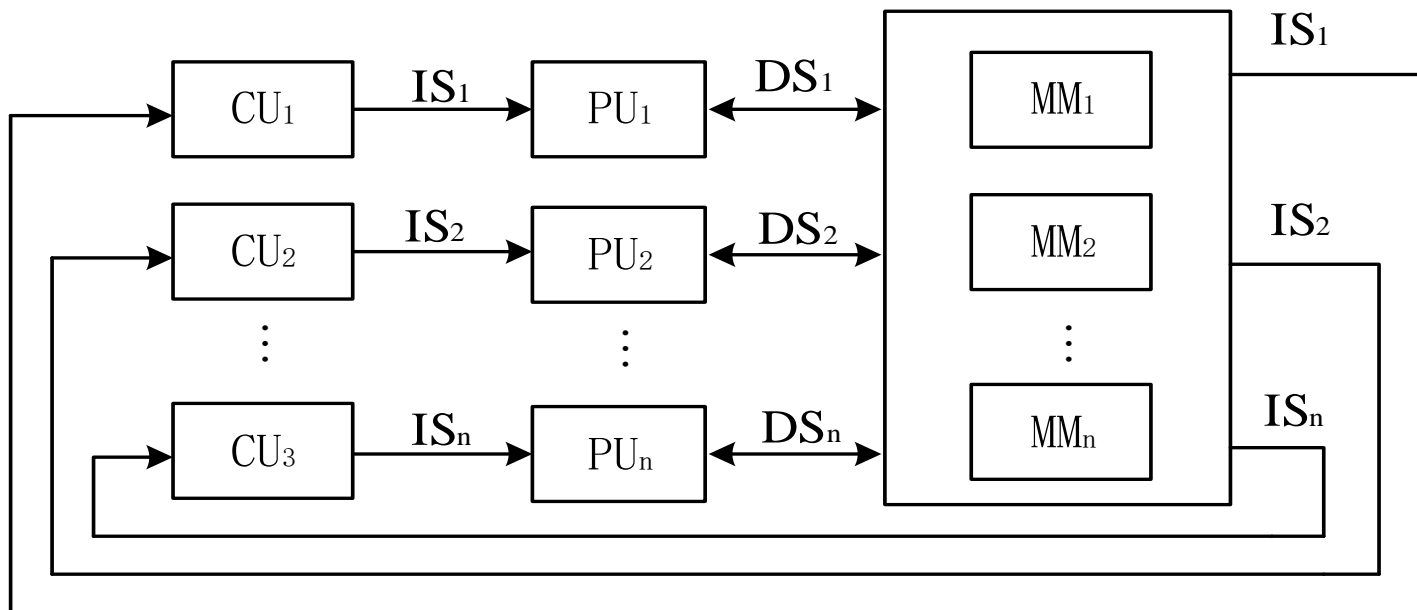 IS₁
CU₁ IS₁ PU₁ DS₁ MM₁
CU₂ IS₂ PU₂ DS₂ MM₂ IS₂
⋮ ⋮ ⋮
CU₃ ISₙ PUₙ DSₙ MMₙ ISₙ